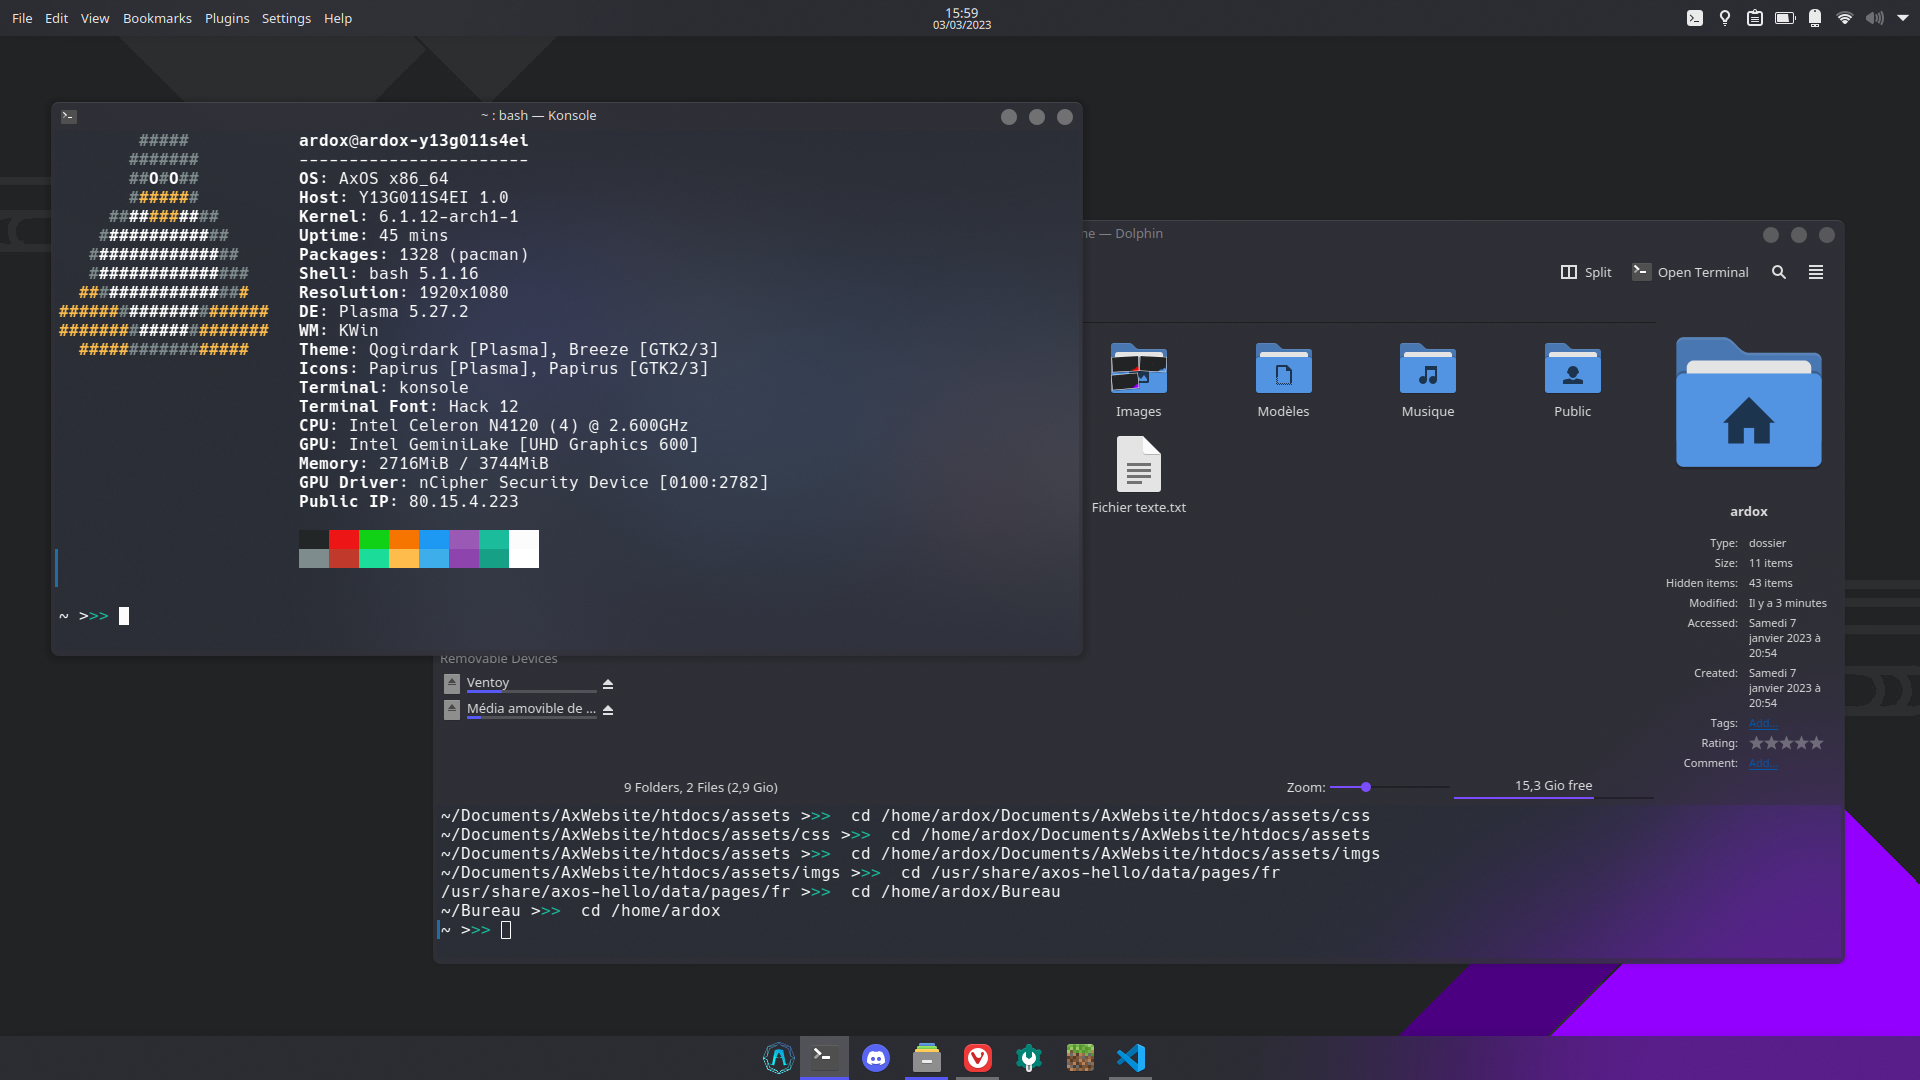 File Edit View Bookmarks Plugins Settings Help
15:59
03/03/2023
~ : bash — Konsole
#####
#######
##O#O##
#######
###########
#############
###############
################
#################
#####################
#####################
#################
ardox@ardox-y13g011s4ei
-----------------------
OS: AxOS x86_64
Host: Y13G011S4EI 1.0
Kernel: 6.1.12-arch1-1
Uptime: 45 mins
Packages: 1328 (pacman)
Shell: bash 5.1.16
Resolution: 1920x1080
DE: Plasma 5.27.2
WM: KWin
Theme: Qogirdark [Plasma], Breeze [GTK2/3]
Icons: Papirus [Plasma], Papirus [GTK2/3]
Terminal: konsole
Terminal Font: Hack 12
CPU: Intel Celeron N4120 (4) @ 2.600GHz
GPU: Intel GeminiLake [UHD Graphics 600]
Memory: 2716MiB / 3744MiB
GPU Driver: nCipher Security Device [0100:2782]
Public IP: 80.15.4.223
~ >>>
— Dolphin
Split Open Terminal
Images Modèles Musique Public
Fichier texte.txt
ardox
Type: dossier
Size: 11 items
Hidden items: 43 items
Modified: Il y a 3 minutes
Accessed: Samedi 7
janvier 2023 à
20:54
Created: Samedi 7
janvier 2023 à
20:54
Tags: Add...
Rating:
Comment: Add...
Removable Devices
Ventoy
Média amovible de ...
9 Folders, 2 Files (2,9 Gio)
Zoom:
15,3 Gio free
~/Documents/AxWebsite/htdocs/assets >>> cd /home/ardox/Documents/AxWebsite/htdocs/assets/css
~/Documents/AxWebsite/htdocs/assets/css >>> cd /home/ardox/Documents/AxWebsite/htdocs/assets
~/Documents/AxWebsite/htdocs/assets >>> cd /home/ardox/Documents/AxWebsite/htdocs/assets/imgs
~/Documents/AxWebsite/htdocs/assets/imgs >>> cd /usr/share/axos-hello/data/pages/fr
/usr/share/axos-hello/data/pages/fr >>> cd /home/ardox/Bureau
~/Bureau >>> cd /home/ardox
~ >>>